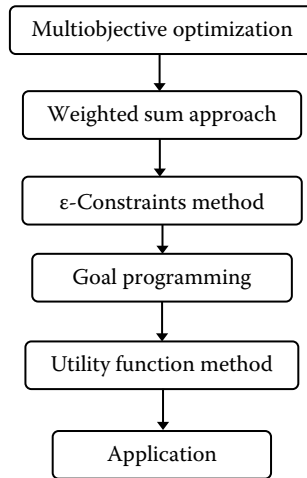 Multiobjective optimization
Weighted sum approach
ε-Constraints method
Goal programming
Utility function method
Application